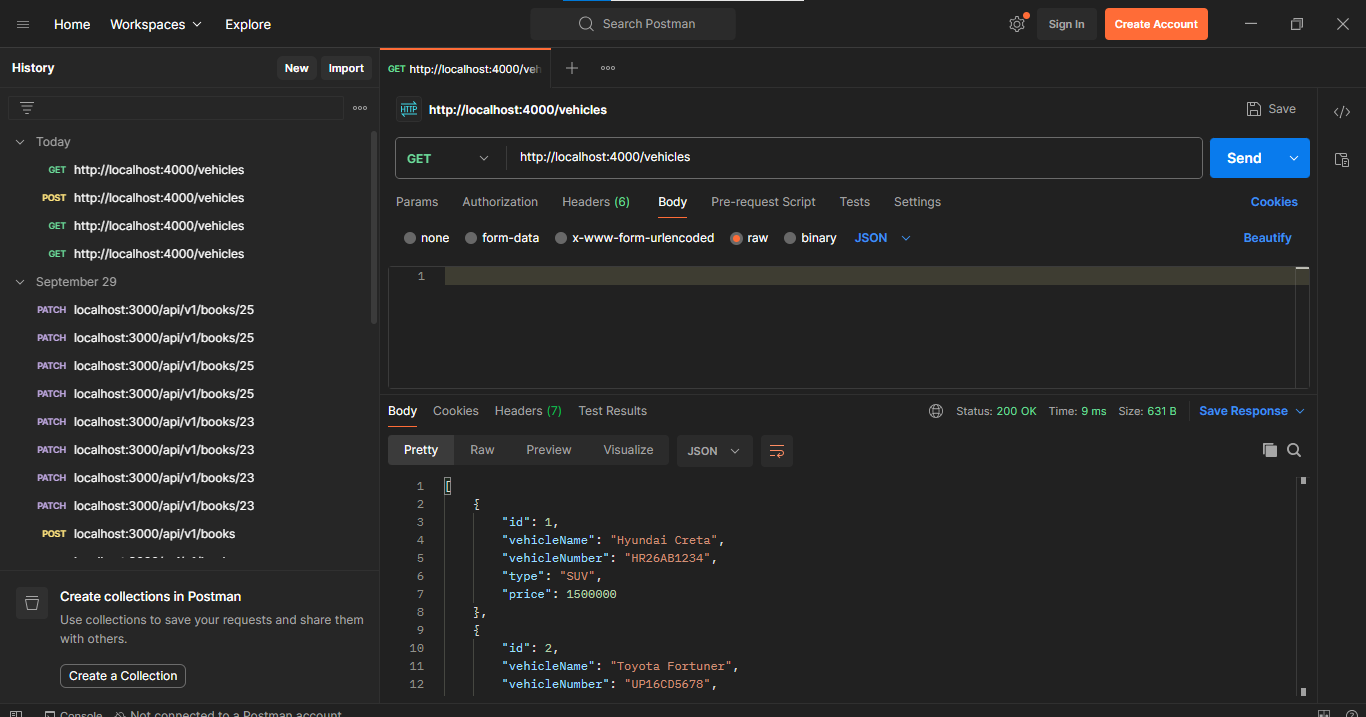 Home Workspaces Explore Search Postman Sign In Create Account
History New Import
GET http://localhost:4000/veh
http://localhost:4000/vehicles Save
Today
GET http://localhost:4000/vehicles
POST http://localhost:4000/vehicles
GET http://localhost:4000/vehicles
GET http://localhost:4000/vehicles
September 29
PATCH localhost:3000/api/v1/books/25
PATCH localhost:3000/api/v1/books/25
PATCH localhost:3000/api/v1/books/25
PATCH localhost:3000/api/v1/books/25
PATCH localhost:3000/api/v1/books/23
PATCH localhost:3000/api/v1/books/23
PATCH localhost:3000/api/v1/books/23
PATCH localhost:3000/api/v1/books/23
POST localhost:3000/api/v1/books
Create collections in Postman
Use collections to save your requests and share them
with others.
Create a Collection
HTTP
GET http://localhost:4000/vehicles Send
Params Authorization Headers (6) Body Pre-request Script Tests Settings Cookies
none form-data x-www-form-urlencoded raw binary JSON Beautify
1
Body Cookies Headers (7) Test Results Status: 200 OK Time: 9 ms Size: 631 B Save Response
Pretty Raw Preview Visualize JSON
1 [
2 {
3 "id": 1,
4 "vehicleName": "Hyundai Creta",
5 "vehicleNumber": "HR26AB1234",
6 "type": "SUV",
7 "price": 1500000
8 },
9 {
10 "id": 2,
11 "vehicleName": "Toyota Fortuner",
12 "vehicleNumber": "UP16CD5678",
Console Not connected to a Postman account